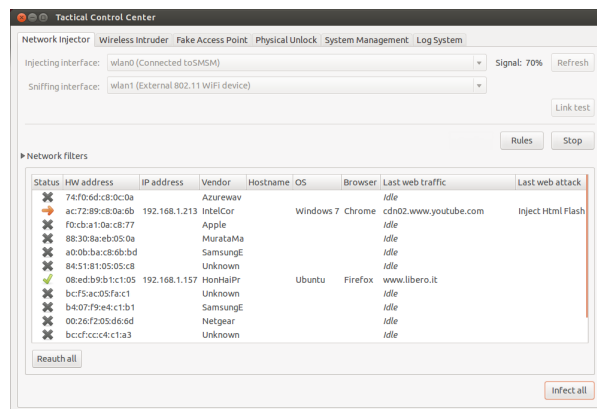 Tactical Control Center
Network Injector Wireless Intruder Fake Access Point Physical Unlock System Management Log System
Injecting interface: wlan0 (Connected toSMSM) Signal: 70% Refresh
Sniffing interface: wlan1 (External 802.11 WiFi device)
Link test
Rules Stop
Network filters
Status HW address IP address Vendor Hostname OS Browser Last web traffic Last web attack
74:f0:6d:c8:0c:0a Azurewav Idle
ac:72:89:c8:0a:6b 192.168.1.213 IntelCor Windows 7 Chrome cdn02.www.youtube.com Inject Html Flash
f0:cb:a1:0a:c8:77 Apple Idle
88:30:8a:eb:05:0a MurataMa Idle
a0:0b:ba:c8:6b:bd SamsungE Idle
84:51:81:05:05:c8 Unknown Idle
08:ed:b9:b1:c1:05 192.168.1.157 HonHaiPr Ubuntu Firefox www.libero.it
bc:f5:ac:05:fa:c1 Unknown Idle
b4:07:f9:e4:c1:b1 SamsungE Idle
00:26:f2:05:d6:6d Netgear Idle
bc:cf:cc:c4:c1:a3 Unknown Idle
Reauth all
Infect all